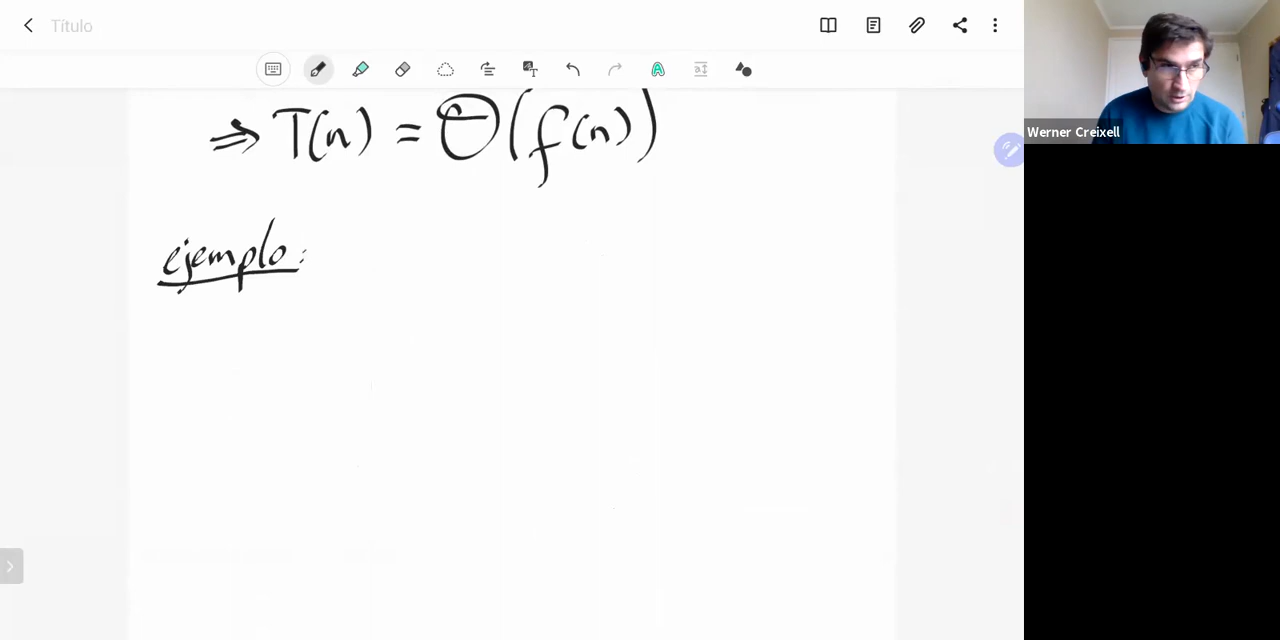 Título
⇒ T(n) = Θ(f(n))
ejemplo:
Werner Creixell